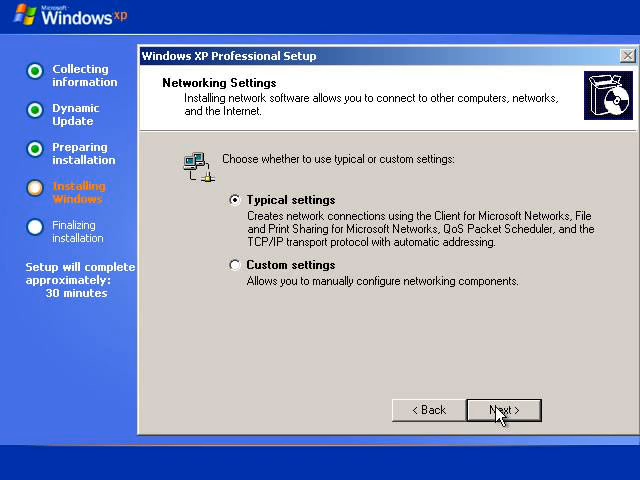 Microsoft
Windows xp
Collecting
information
Dynamic
Update
Preparing
installation
Installing
Windows
Finalizing
installation
Setup will complete
approximately:
30 minutes
Windows XP Professional Setup
Networking Settings
Installing network software allows you to connect to other computers, networks,
and the Internet.
Choose whether to use typical or custom settings:
Typical settings
Creates network connections using the Client for Microsoft Networks, File
and Print Sharing for Microsoft Networks, QoS Packet Scheduler, and the
TCP/IP transport protocol with automatic addressing.
Custom settings
Allows you to manually configure networking components.
< Back
Next >